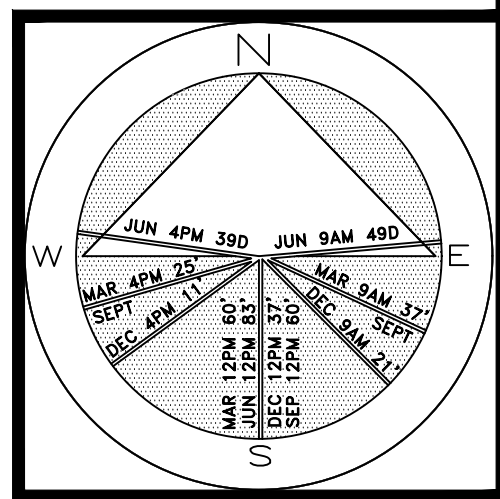 N
JUN 4PM 39D
JUN 9AM 49D
W
E
MAR 4PM 25'
SEPT
MAR 9AM 37'
SEPT
DEC 4PM 11'
DEC 9AM 21'
MAR 12PM 60'
JUN 12PM 83'
DEC 12PM 37'
SEP 12PM 60'
S